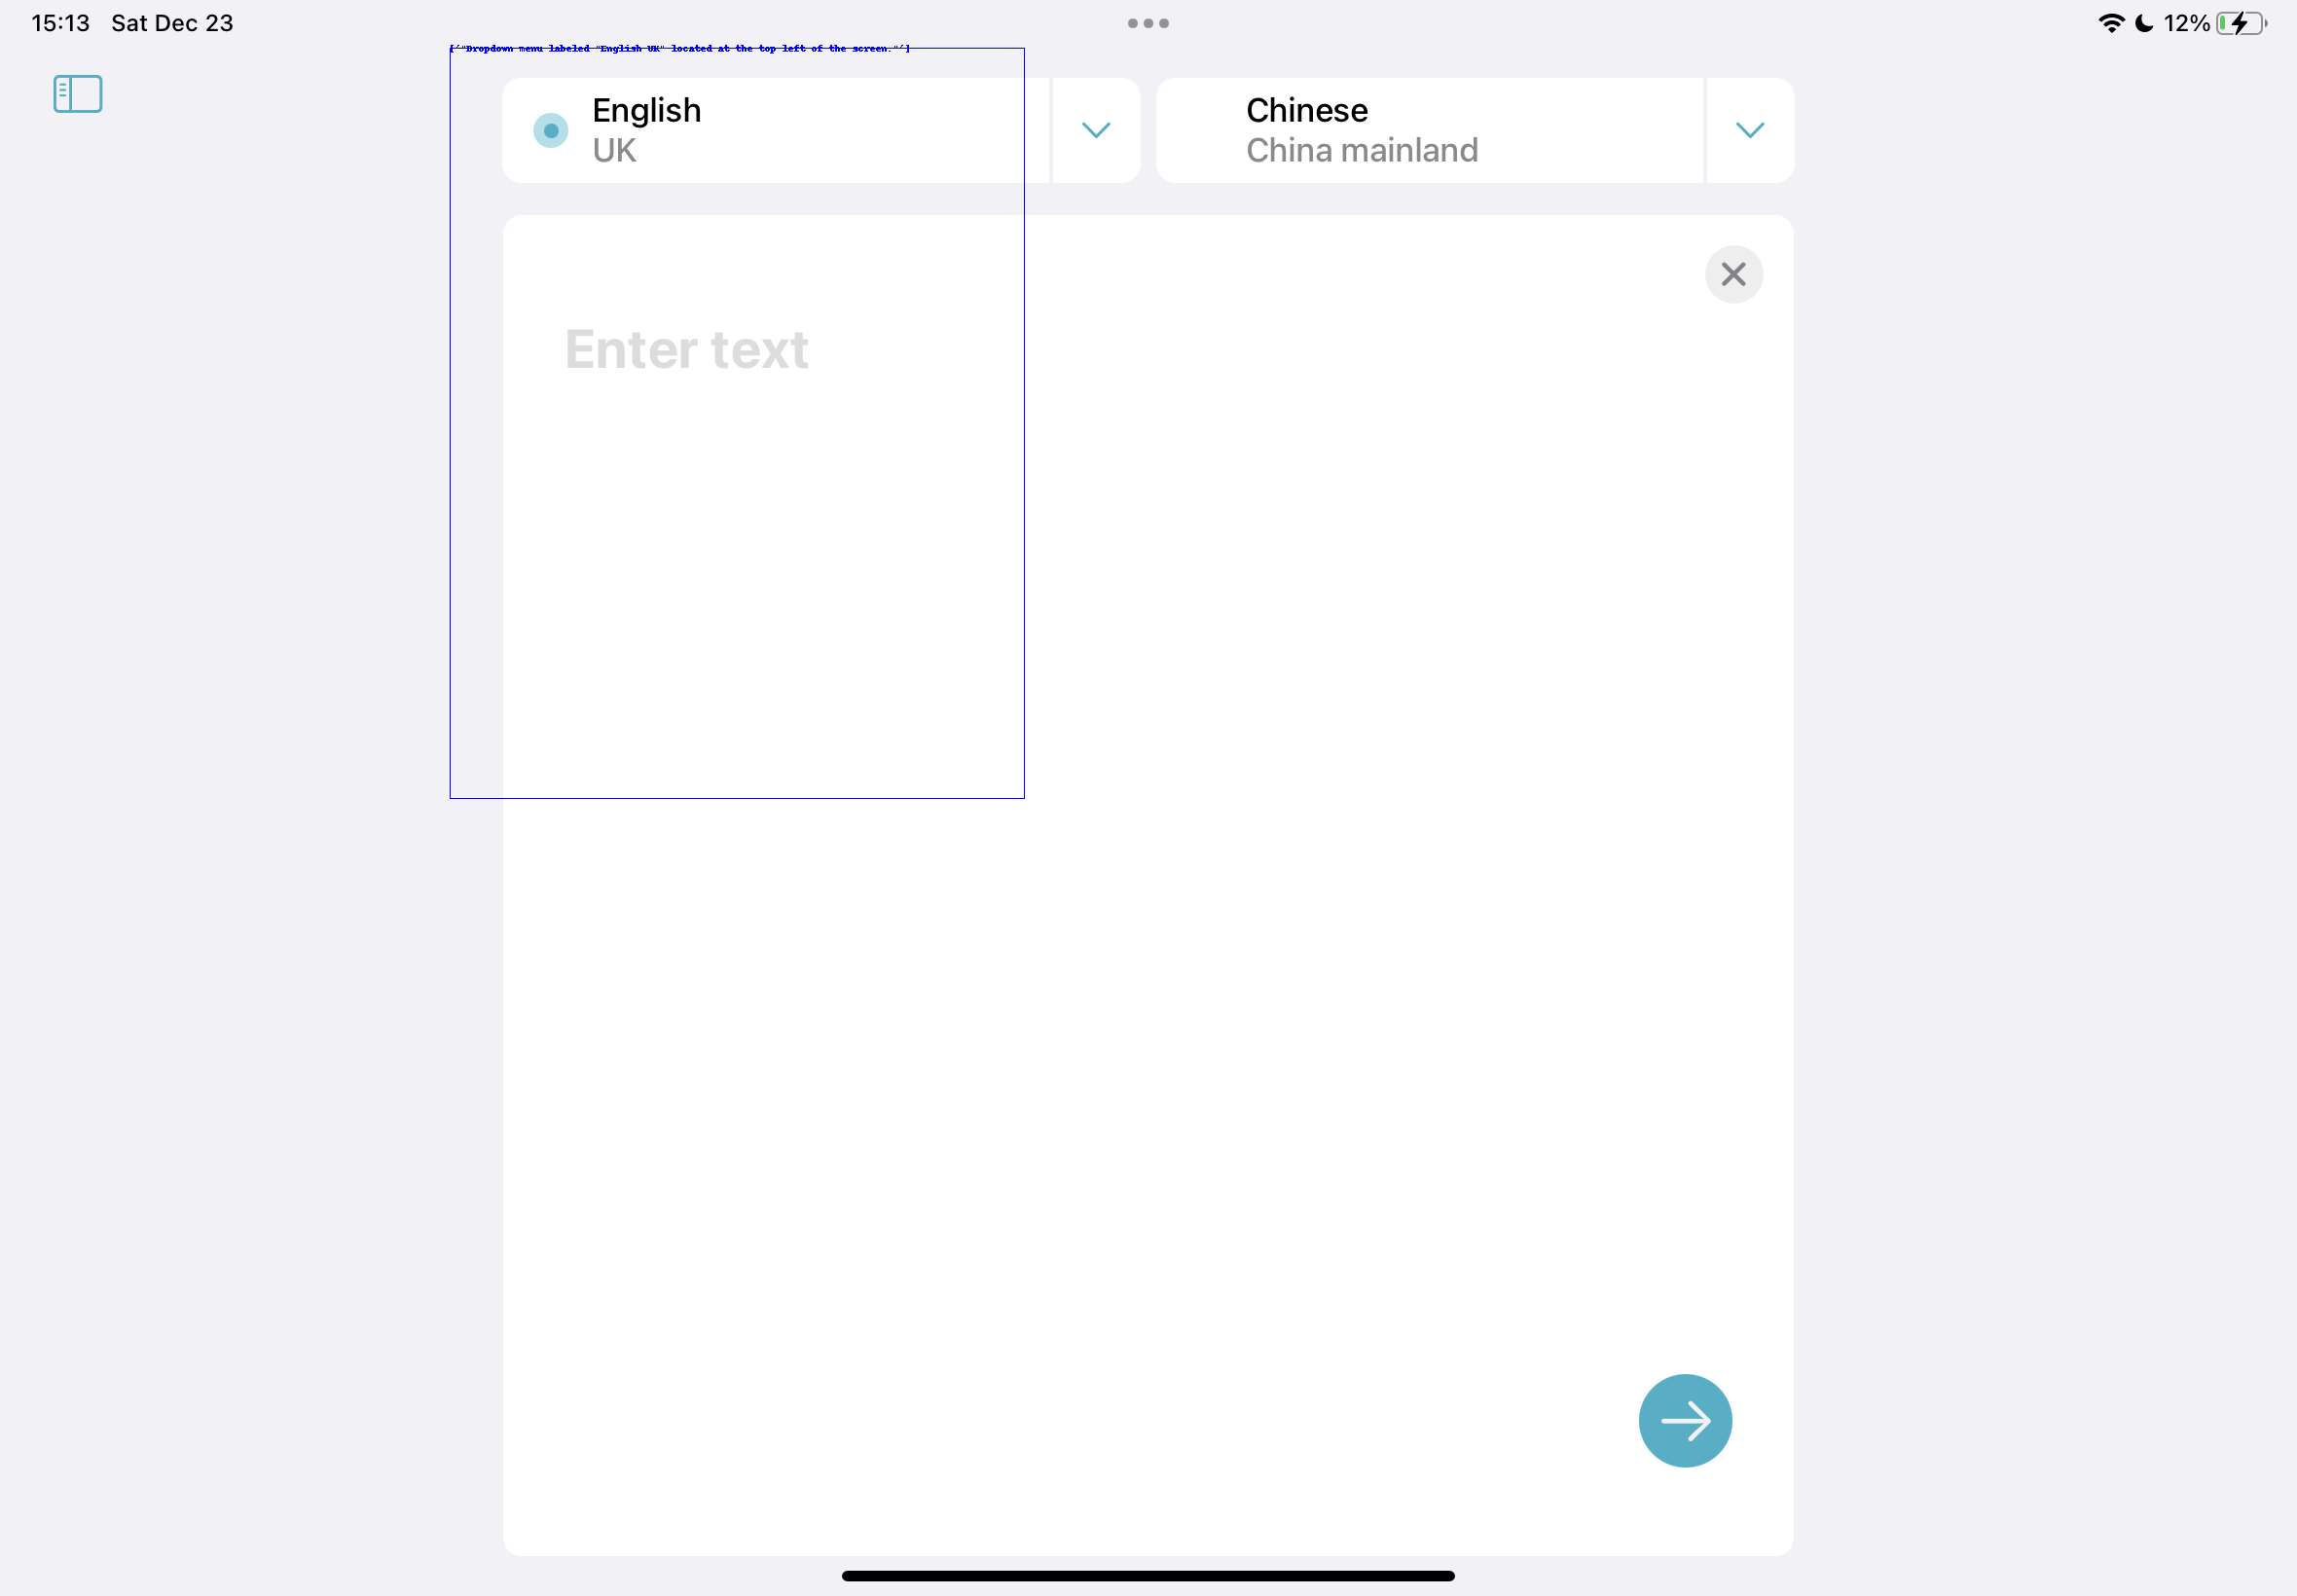 15:13 Sat Dec 23
12%
['"Dropdown menu labeled "English UK" located at the top left of the screen."']
English
UK
Chinese
China mainland
Enter text